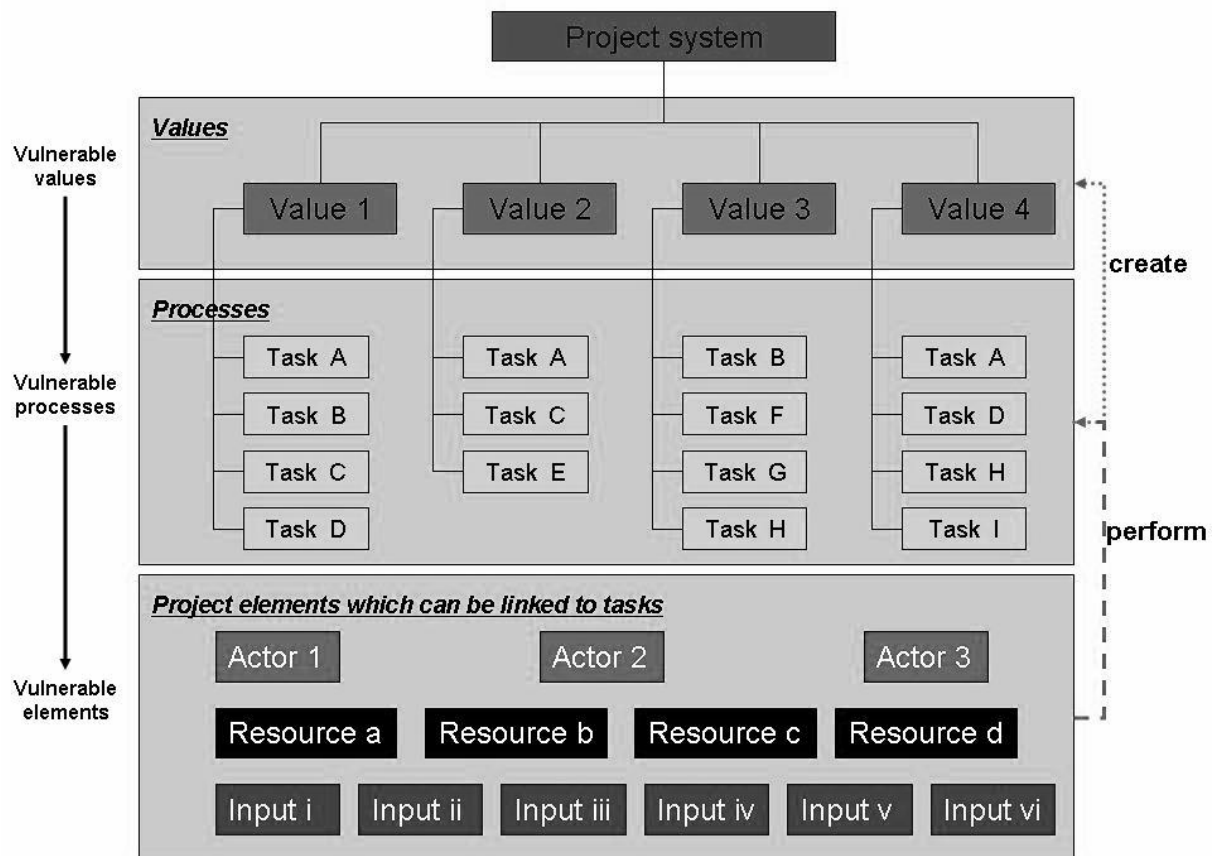 Project system
Values
Vulnerable
values
Value 1
Value 2
Value 3
Value 4
create
Processes
Vulnerable
processes
Task A
Task B
Task C
Task D
Task A
Task C
Task E
Task B
Task F
Task G
Task H
Task A
Task D
Task H
Task I
perform
Project elements which can be linked to tasks
Vulnerable
elements
Actor 1
Actor 2
Actor 3
Resource a
Resource b
Resource c
Resource d
Input i
Input ii
Input iii
Input iv
Input v
Input vi